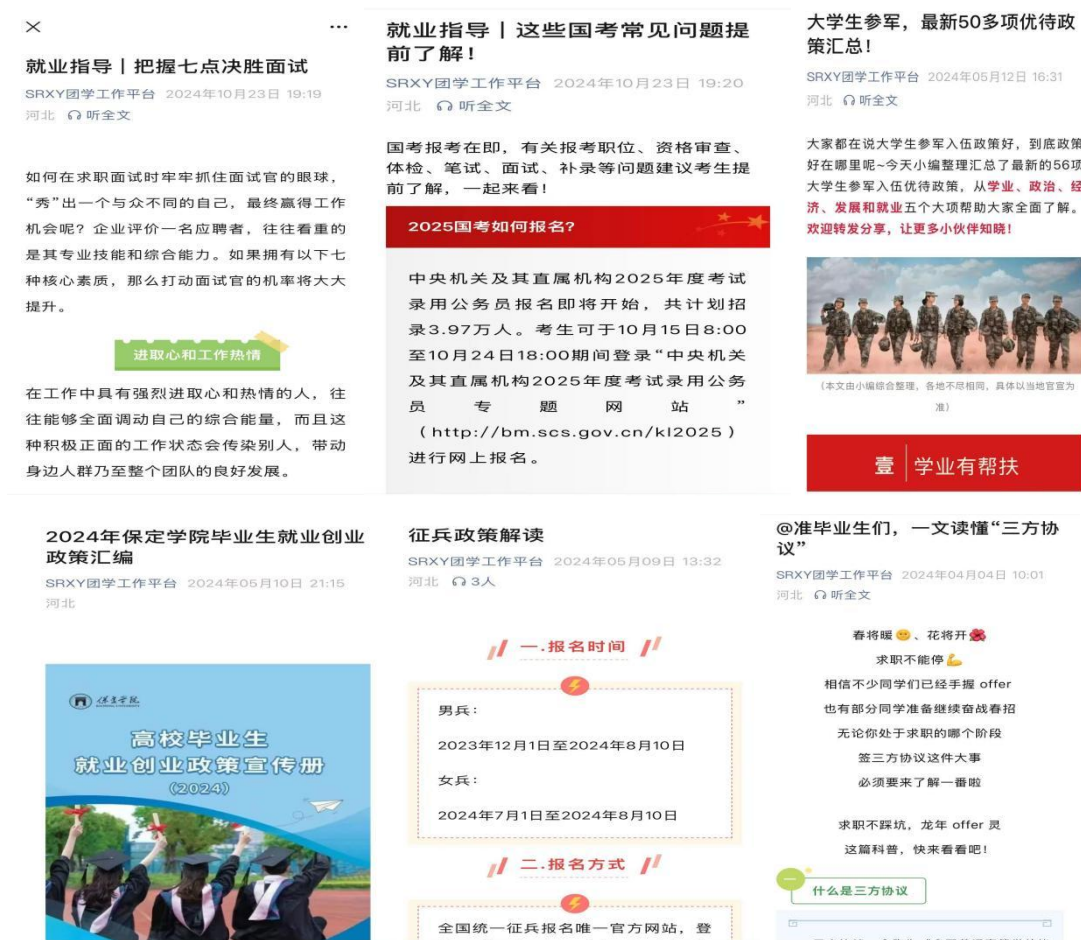 就业指导｜把握七点决胜面试
SRXY团学工作平台 2024年10月23日 19:19
河北 听全文
如何在求职面试时牢牢抓住面试官的眼球，
“秀”出一个与众不同的自己，最终赢得工作
机会呢？企业评价一名应聘者，往往看重的
是其专业技能和综合能力。如果拥有以下七
种核心素质，那么打动面试官的机率将大大
提升。
进取心和工作热情
在工作中具有强烈进取心和热情的人，往
往能够全面调动自己的综合能量，而且这
种积极正面的工作状态会传染别人，带动
身边人群乃至整个团队的良好发展。
就业指导｜这些国考常见问题提
前了解！
SRXY团学工作平台 2024年10月23日 19:20
河北 听全文
国考报考在即，有关报考职位、资格审查、
体检、笔试、面试、补录等问题建议考生提
前了解，一起来看！
2025国考如何报名？
中央机关及其直属机构2025年度考试
录用公务员报名即将开始，共计划招
录3.97万人。考生可于10月15日8:00
至10月24日18:00期间登录“中央机关
及其直属机构2025年度考试录用公务
员专题网站”
（http://bm.scs.gov.cn/kl2025）
进行网上报名。
大学生参军，最新50多项优待政
策汇总！
SRXY团学工作平台 2024年05月12日 16:31
河北 听全文
大家都在说大学生参军入伍政策好，到底政策
好在哪里呢~今天小编整理汇总了最新的56项
大学生参军入伍优待政策，从学业、政治、经
济、发展和就业五个大项帮助大家全面了解。
欢迎转发分享，让更多小伙伴知晓！
（本文由小编综合整理，各地不尽相同，具体以当地官宣为
准）
壹 学业有帮扶
2024年保定学院毕业生就业创业
政策汇编
SRXY团学工作平台 2024年05月10日 21:15
河北
保定学院
高校毕业生
就业创业政策宣传册
（2024）
征兵政策解读
SRXY团学工作平台 2024年05月09日 13:32
河北 3人
一.报名时间
男兵：
2023年12月1日至2024年8月10日
女兵：
2024年7月1日至2024年8月10日
二.报名方式
全国统一征兵报名唯一官方网站，登
@准毕业生们，一文读懂“三方协
议”
SRXY团学工作平台 2024年04月04日 10:01
河北 听全文
春将暖、花将开
求职不能停
相信不少同学们已经手握 offer
也有部分同学准备继续奋战春招
无论你处于求职的哪个阶段
签三方协议这件大事
必须要来了解一番啦
求职不踩坑，龙年 offer 灵
这篇科普，快来看看吧！
一
什么是三方协议